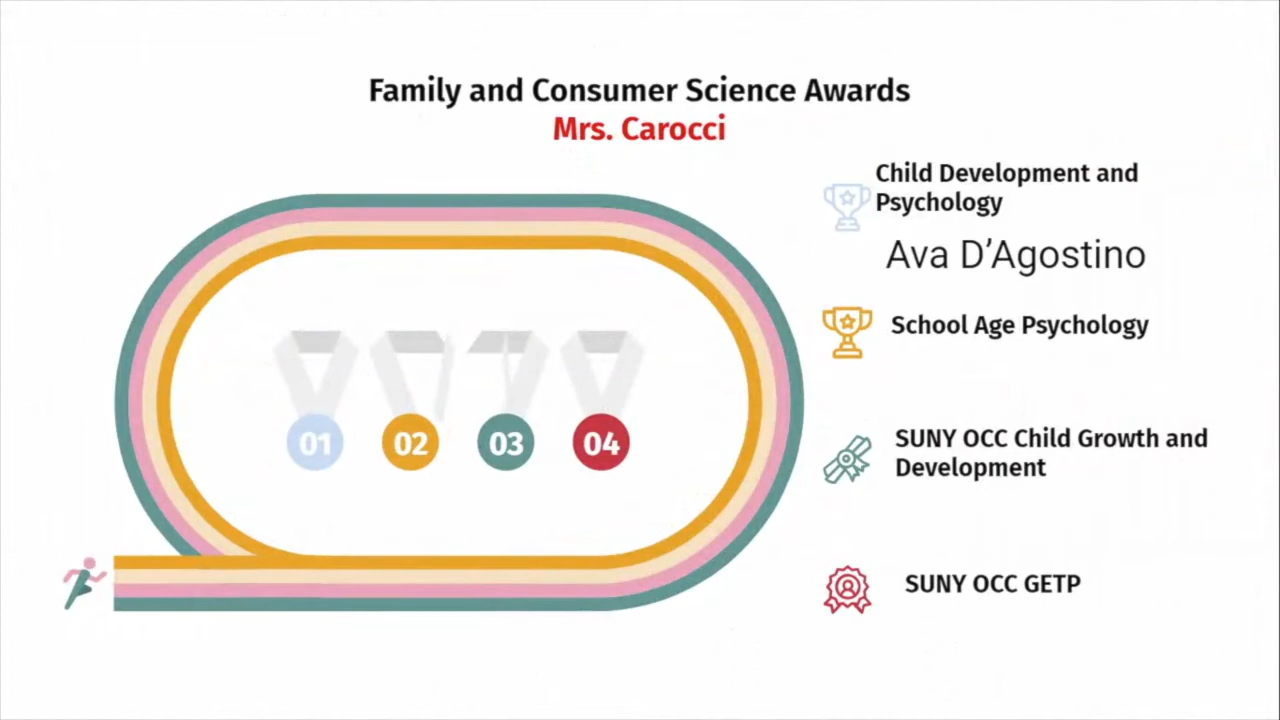 Family and Consumer Science Awards
Mrs. Carocci
Child Development and
Psychology
Ava D’Agostino
School Age Psychology
01 02 03 04
SUNY OCC Child Growth and
Development
SUNY OCC GETP